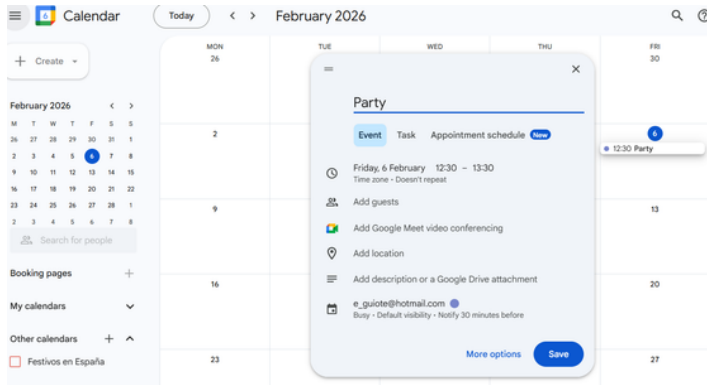 6 Calendar Today February 2026
Create
MON TUE WED THU FRI
26 30
February 2026
M T W T F S S
26 27 28 29 30 31 1
2 3 4 5 6 7 8
9 10 11 12 13 14 15
16 17 18 19 20 21 22
23 24 25 26 27 28 1
2 3 4 5 6 7 8
Search for people
Booking pages
My calendars
Other calendars
Festivos en España
2
9
16
23
Party
Event Task Appointment schedule New
Friday, 6 February 12:30 – 13:30
Time zone • Doesn't repeat
Add guests
Add Google Meet video conferencing
Add location
Add description or a Google Drive attachment
e_guiote@hotmail.com
Busy • Default visibility • Notify 30 minutes before
More options Save
6
12:30 Party
13
20
27